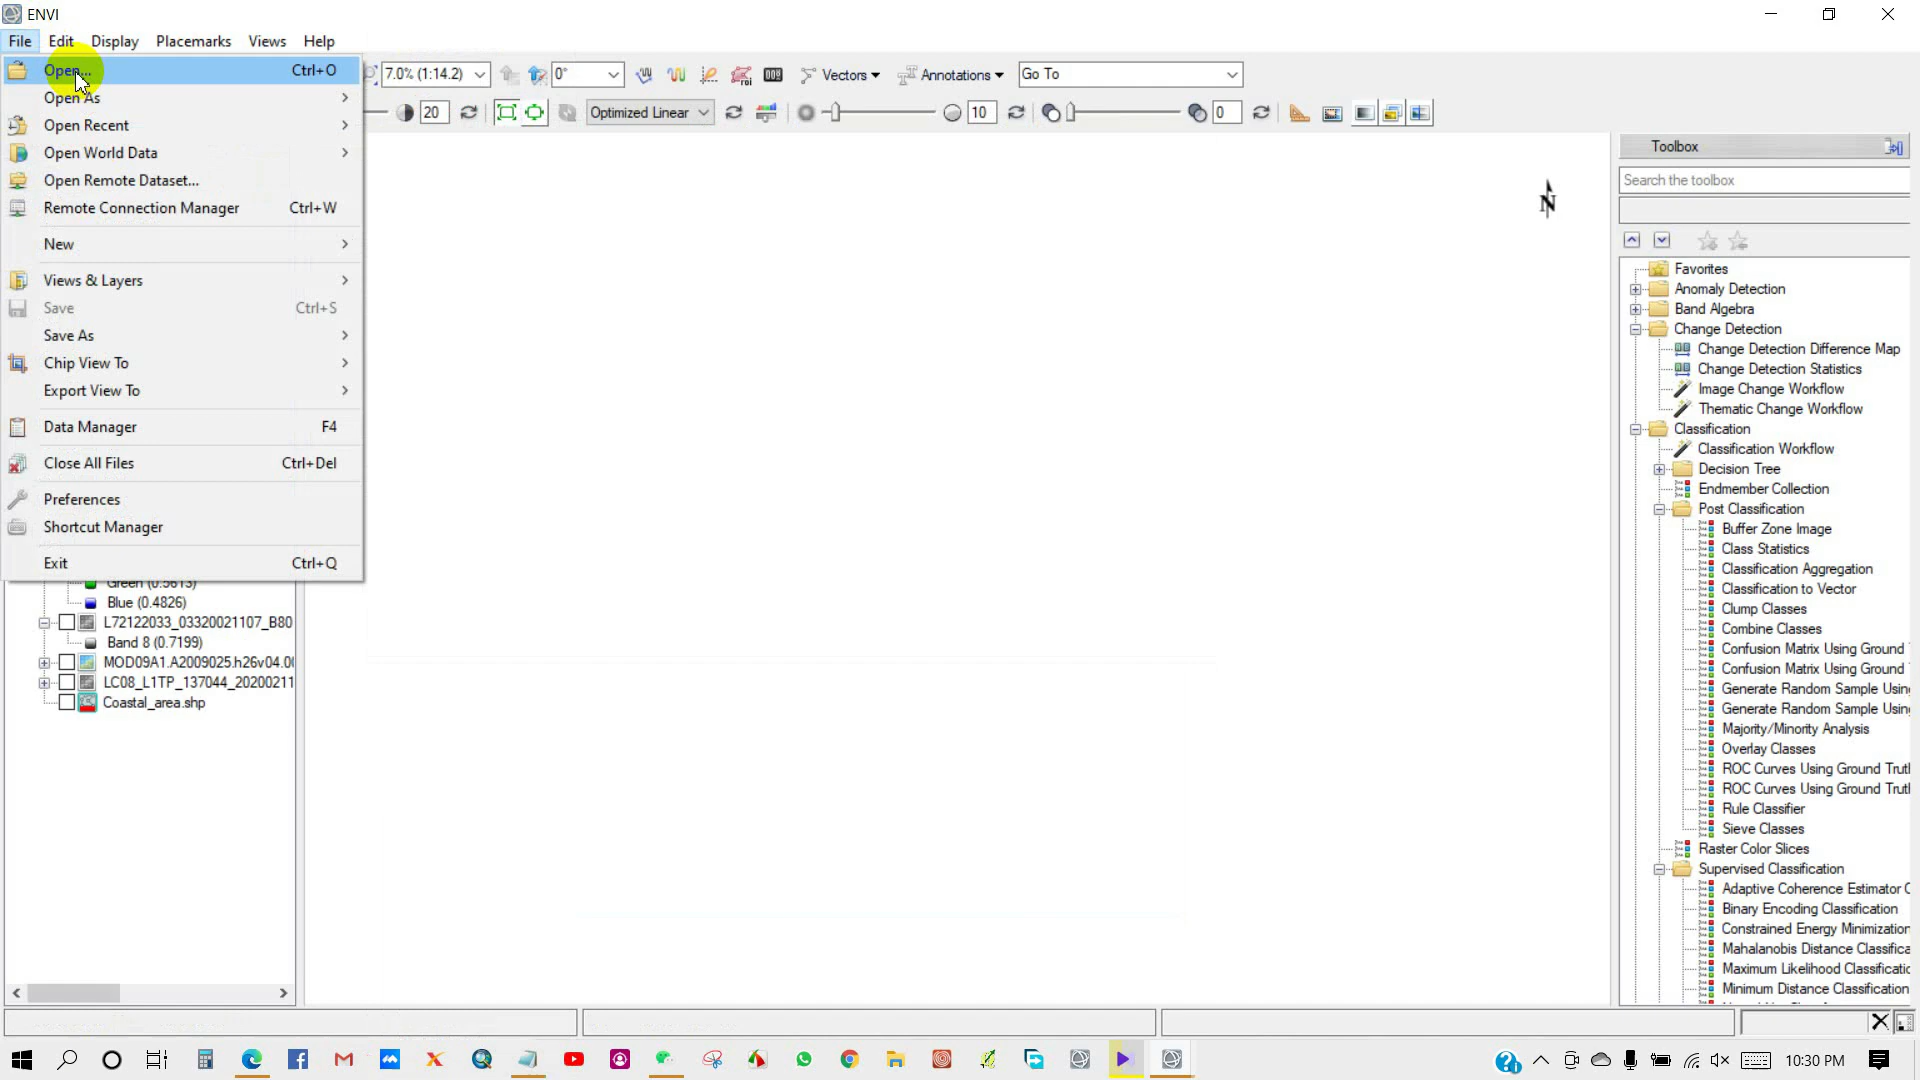 ENVI
File Edit Display Placemarks Views Help
Open... Ctrl+O
Open As
Open Recent
Open World Data
Open Remote Dataset...
Remote Connection Manager Ctrl+W
New
Views & Layers
Save Ctrl+S
Save As
Chip View To
Export View To
Data Manager F4
Close All Files Ctrl+Del
Preferences
Shortcut Manager
Exit Ctrl+Q
7.0% (1:14.2) 0° Vectors Annotations Go To
20 Optimized Linear 10 0
Green (0.5613)
Blue (0.4826)
L72122033_03320021107_B80
Band 8 (0.7199)
MOD09A1.A2009025.h26v04.0
LC08_L1TP_137044_20200211
Coastal_area.shp
N
Toolbox
Search the toolbox
Favorites
Anomaly Detection
Band Algebra
Change Detection
Change Detection Difference Map
Change Detection Statistics
Image Change Workflow
Thematic Change Workflow
Classification
Classification Workflow
Decision Tree
Endmember Collection
Post Classification
Buffer Zone Image
Class Statistics
Classification Aggregation
Classification to Vector
Clump Classes
Combine Classes
Confusion Matrix Using Ground
Confusion Matrix Using Ground
Generate Random Sample Usin
Generate Random Sample Usin
Majority/Minority Analysis
Overlay Classes
ROC Curves Using Ground Trut
ROC Curves Using Ground Trut
Rule Classifier
Sieve Classes
Raster Color Slices
Supervised Classification
Adaptive Coherence Estimator C
Binary Encoding Classification
Constrained Energy Minimization
Mahalanobis Distance Classifica
Maximum Likelihood Classificatio
Minimum Distance Classification
10:30 PM